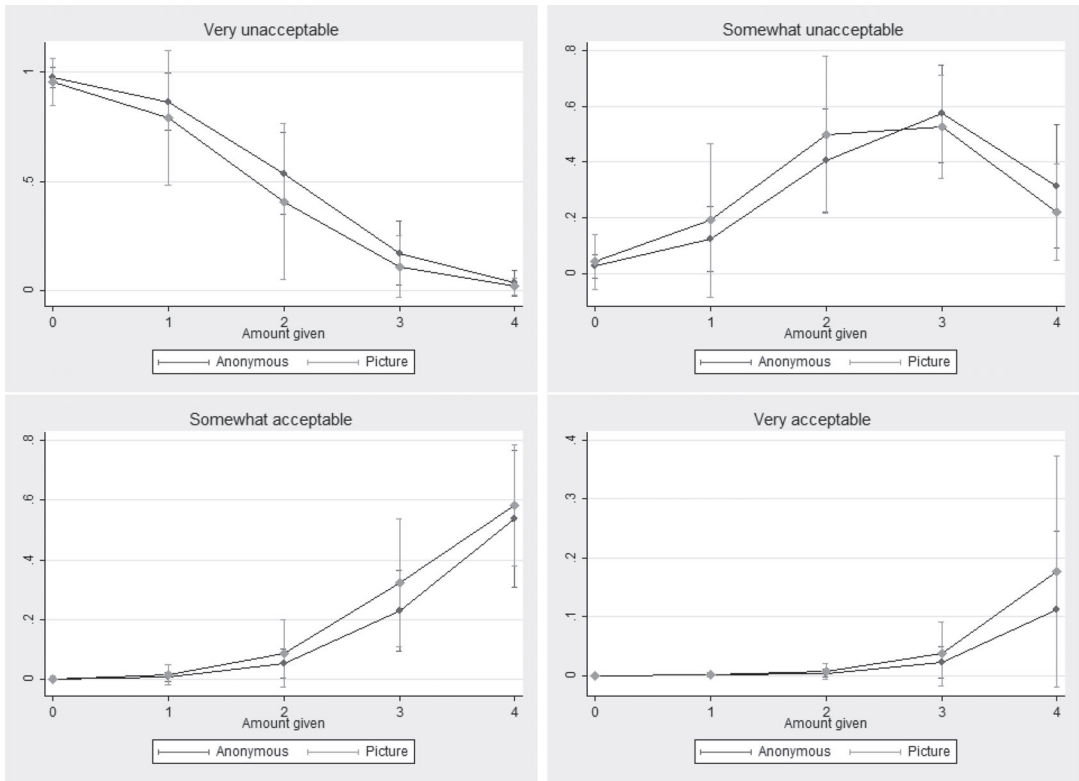 Very unacceptable
1
.5
0
0 1 2 3 4
Amount given
Anonymous Picture
Somewhat unacceptable
.8
.6
.4
.2
0
0 1 2 3 4
Amount given
Anonymous Picture
Somewhat acceptable
.8
.6
.4
.2
0
0 1 2 3 4
Amount given
Anonymous Picture
Very acceptable
.4
.3
.2
.1
0
0 1 2 3 4
Amount given
Anonymous Picture